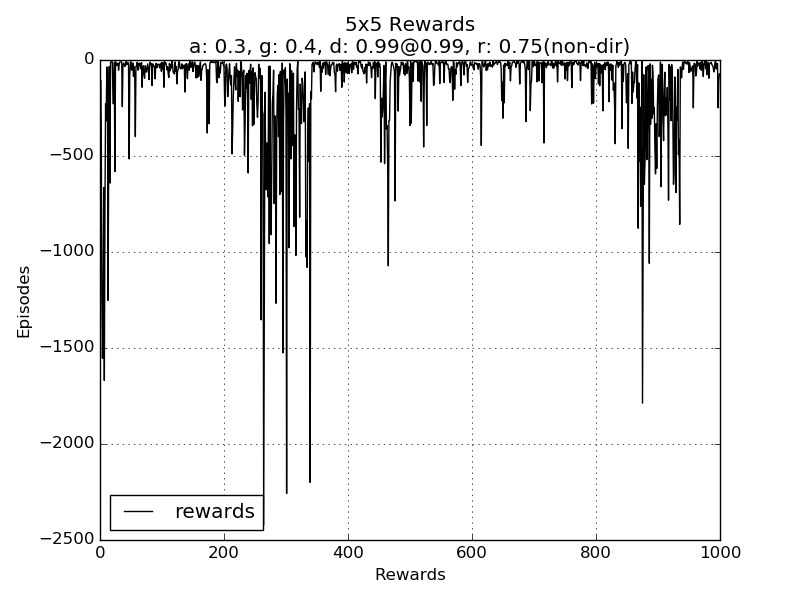 5x5 Rewards
a: 0.3, g: 0.4, d: 0.99@0.99, r: 0.75(non-dir)
0
−500
−1000
−1500
−2000
−2500
Episodes
rewards
0 200 400 600 800 1000
Rewards